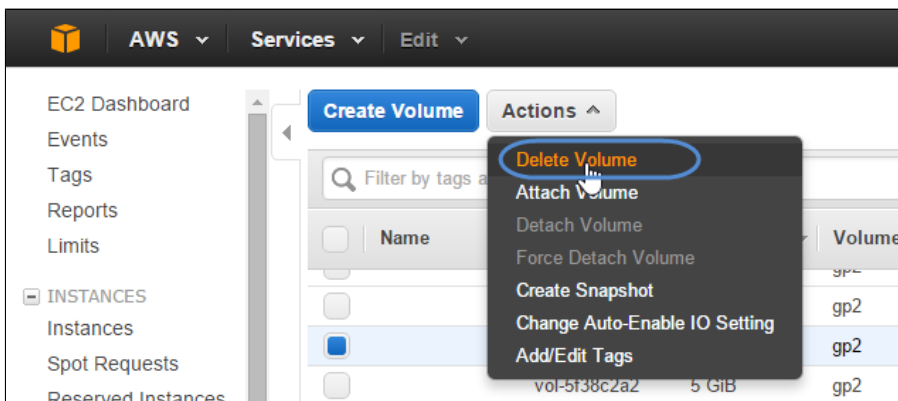 AWS Services Edit
EC2 Dashboard
Events
Tags
Reports
Limits
INSTANCES
Instances
Spot Requests
Reserved Instances
Create Volume Actions
Delete Volume
Attach Volume
Detach Volume
Force Detach Volume
Create Snapshot
Change Auto-Enable IO Setting
Add/Edit Tags
Filter by tags a
Name Volume
gp2
gp2
gp2
vol-5f38c2a2 5 GiB gp2